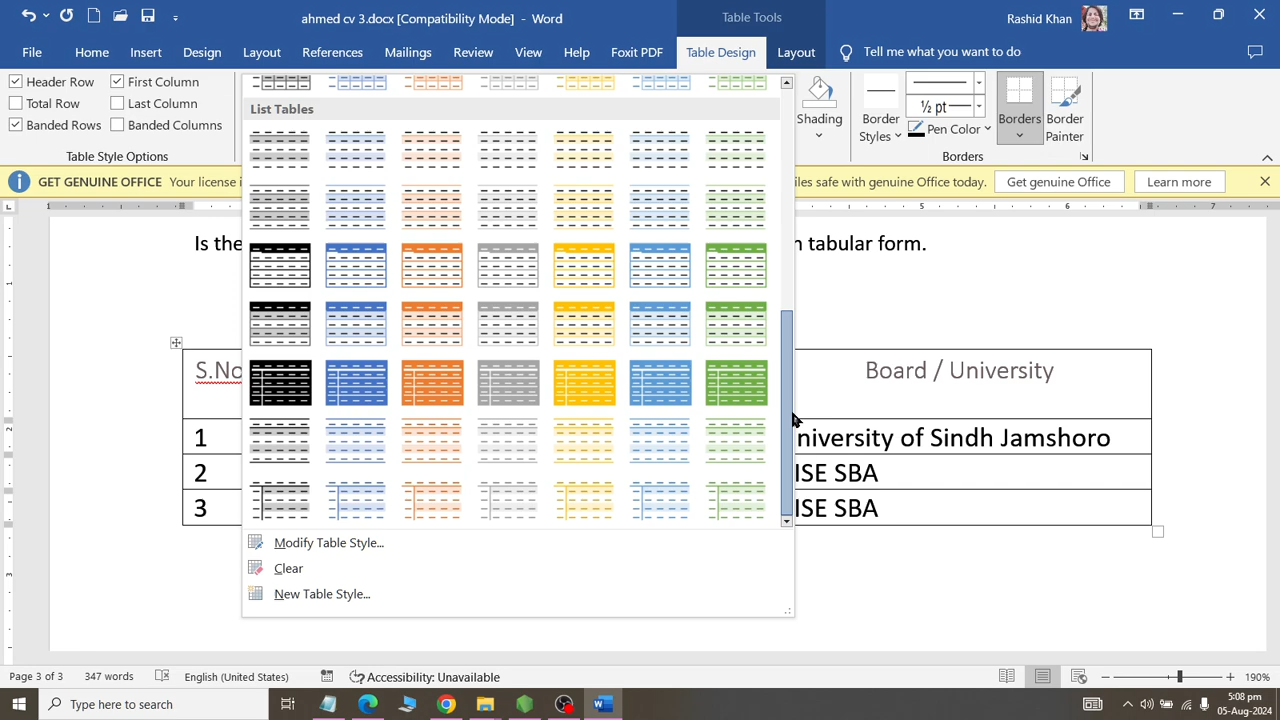 ahmed cv 3.docx [Compatibility Mode] - Word
Table Tools
Rashid Khan
File Home Insert Design Layout References Mailings Review View Help Foxit PDF Table Design Layout Tell me what you want to do
Header Row First Column
Total Row Last Column
Banded Rows Banded Columns
Table Style Options
List Tables
Shading
Border Styles
½ pt
Pen Color
Borders
Border Painter
Borders
GET GENUINE OFFICE Your license i
iles safe with genuine Office today. Get genuine Office Learn more
1 5 6 7
Is the
n tabular form.
S.No
Board / University
1
niversity of Sindh Jamshoro
2
ISE SBA
3
ISE SBA
Modify Table Style...
Clear
New Table Style...
Page 3 of 3 347 words English (United States) Accessibility: Unavailable 190%
Type here to search
5:08 pm
05-Aug-2024